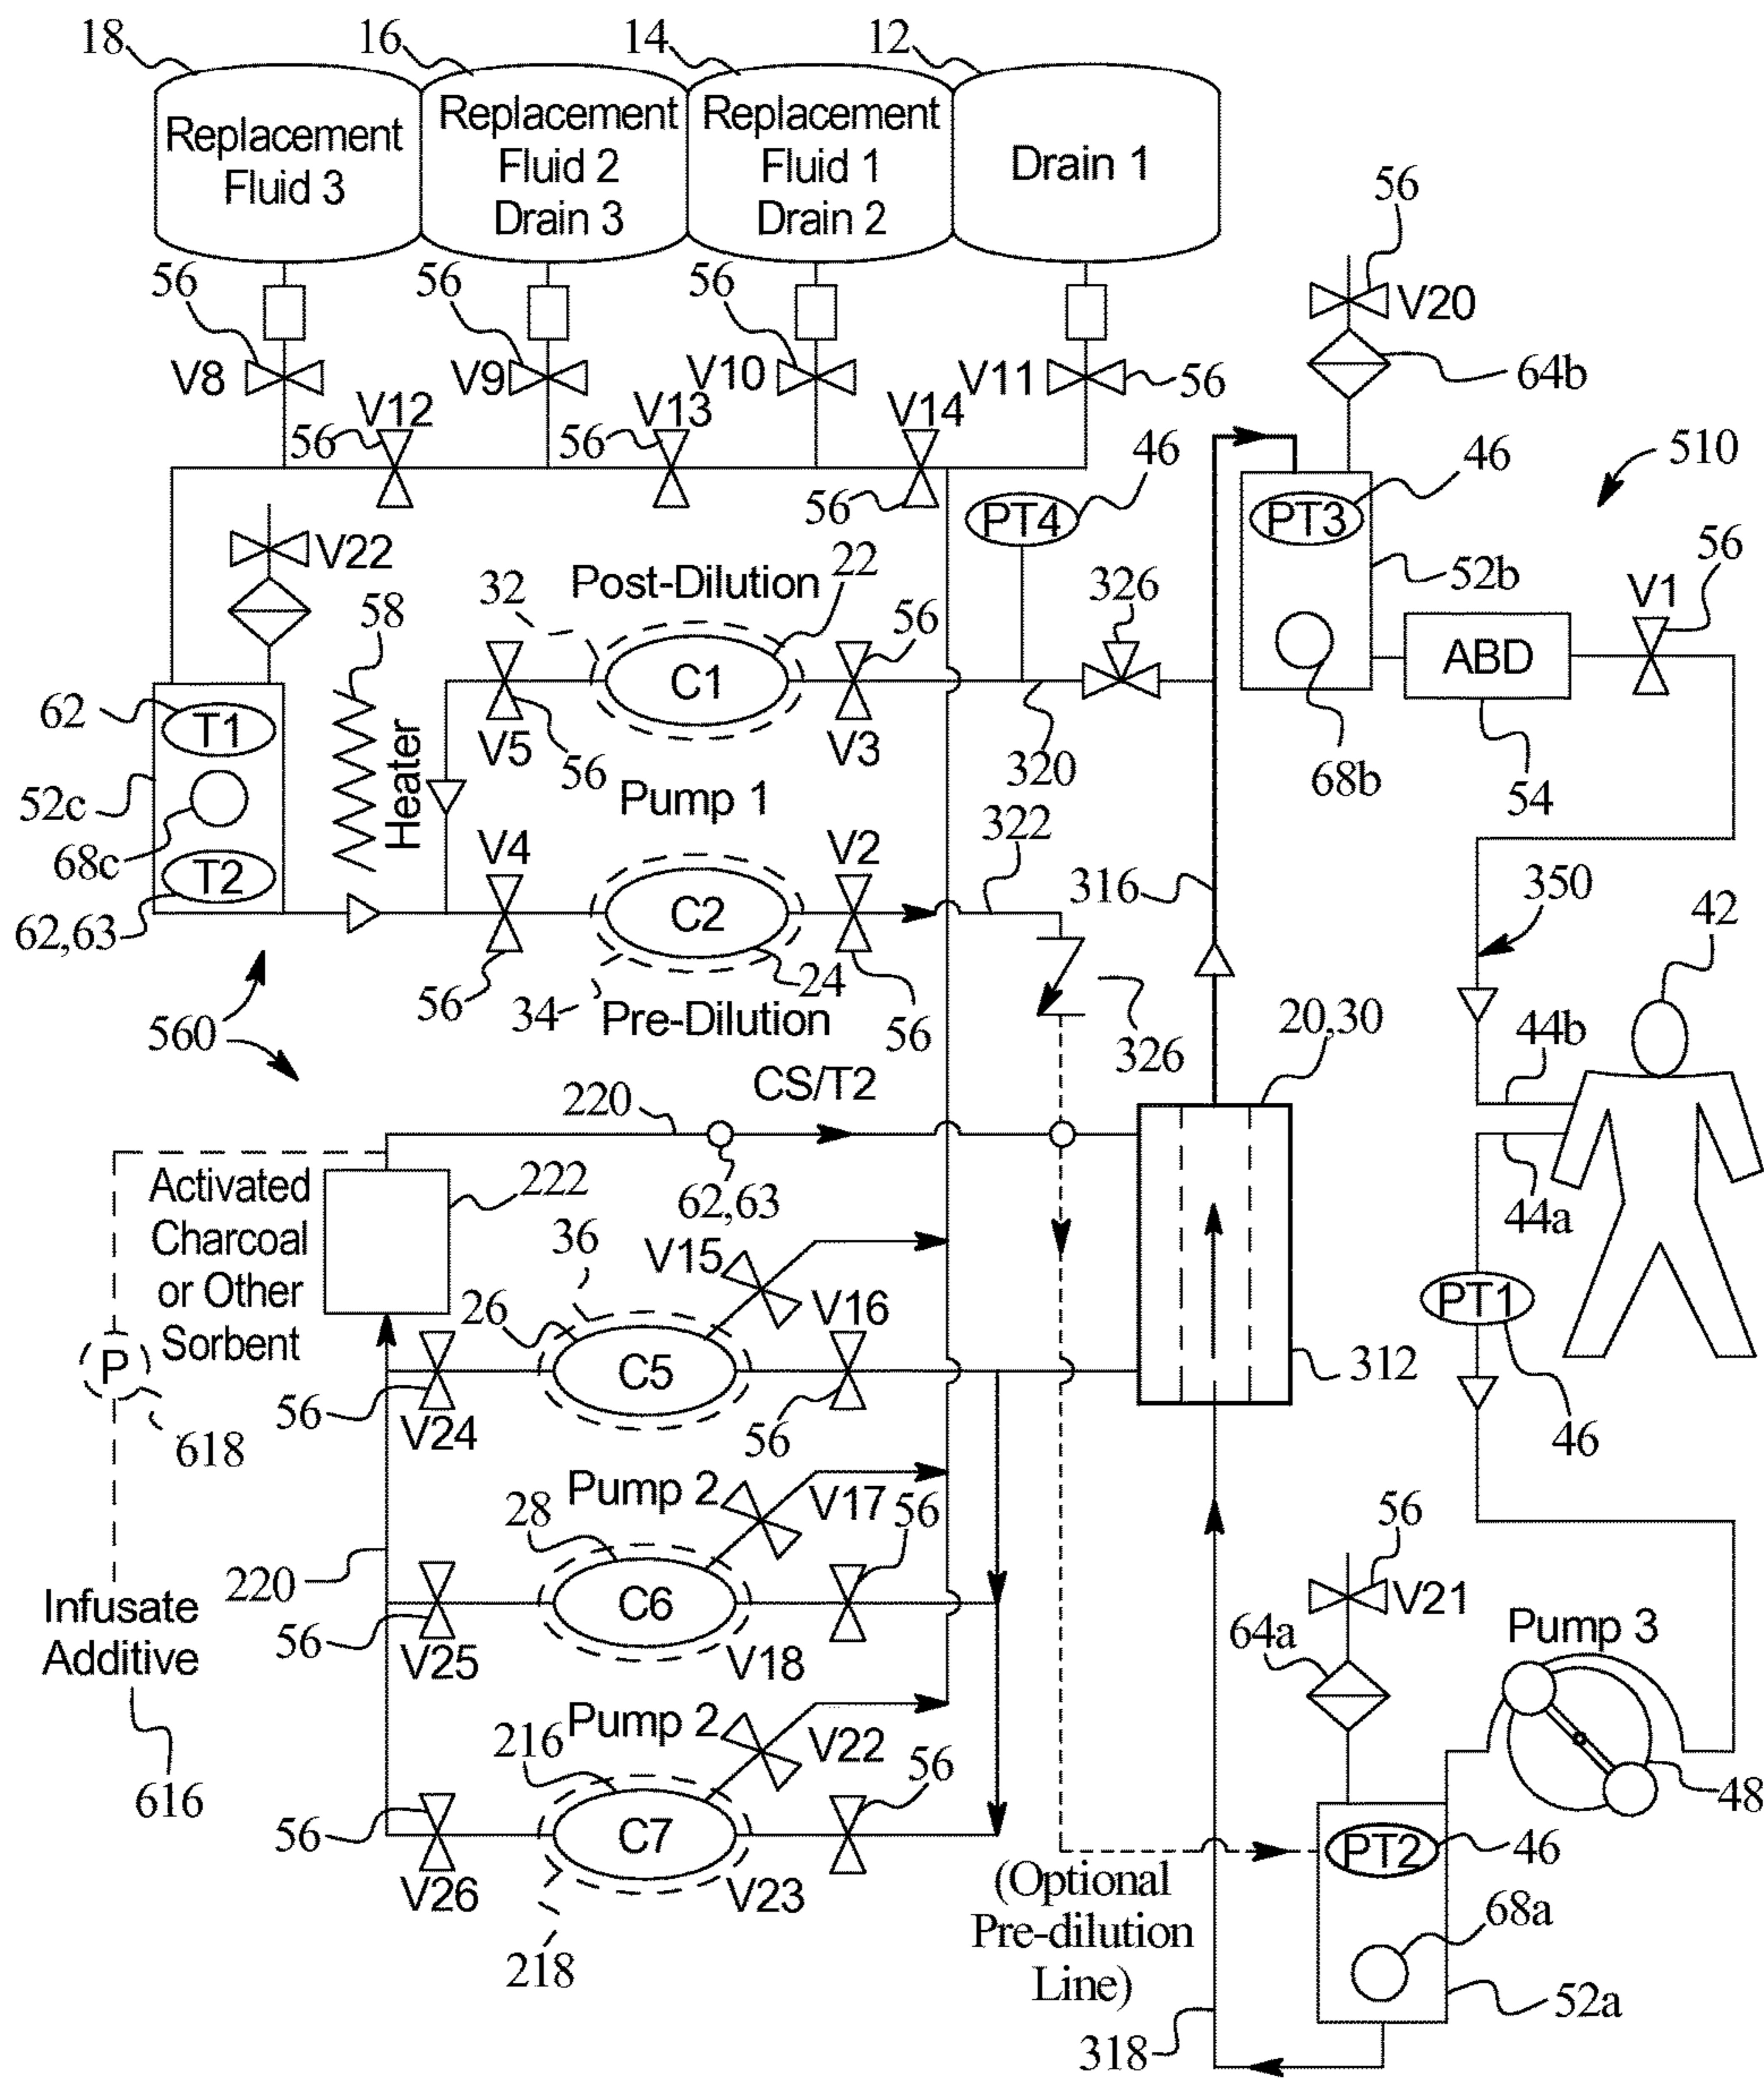 18
16
14
12
Replacement
Fluid 3
Replacement
Fluid 2
Drain 3
Replacement
Fluid 1
Drain 2
Drain 1
56
56
56
56
V8
V9
V10
V11
56
V20
64b
V12
V13
V14
56
56
56
46
46
510
PT4
PT3
V22
Post-Dilution
22
32
58
56
326
52b
V1
56
62
T1
C1
ABD
V5
56
V3
320
68b
54
52c
Heater
Pump 1
68c
T2
V4
V2
322
316
350
42
62,63
C2
56
34
24
Pre-Dilution
56
326
20,30
44b
560
CS/T2
220
Activated
Charcoal
or Other
Sorbent
222
62,63
44a
36
V15
V16
26
PT1
P
C5
312
56
V24
56
46
618
Pump 2
V17
56
28
220
C6
56
V21
Infusate
Additive
56
V25
V18
64a
Pump 3
Pump 2
216
V22
56
616
48
56
C7
PT2
46
V26
V23
(Optional
Pre-dilution
Line)
68a
218
52a
318